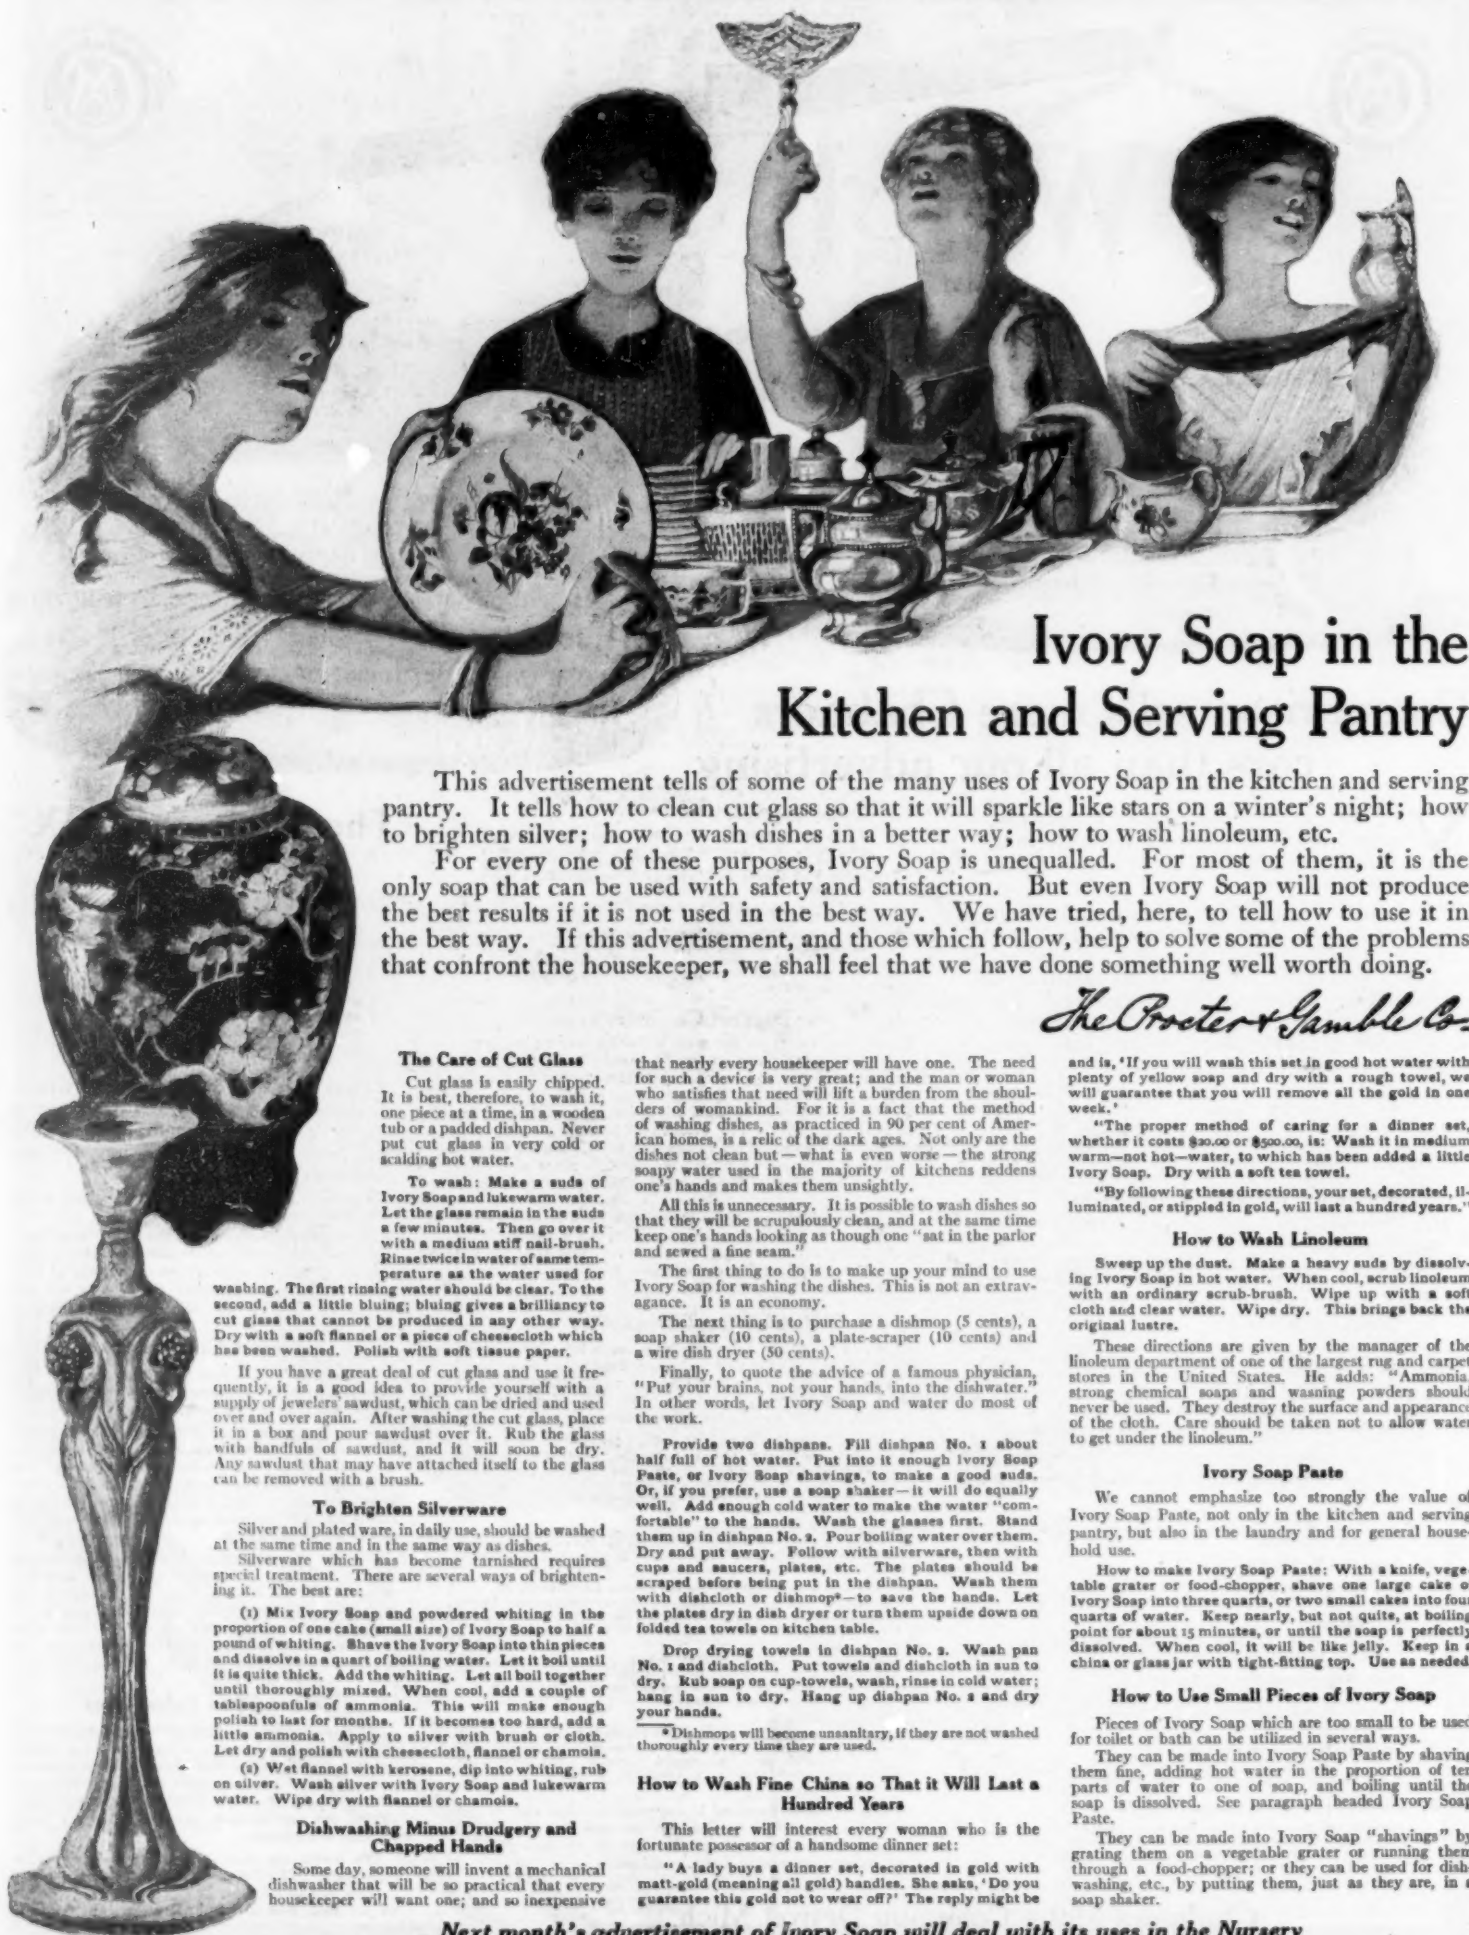 Ivory Soap in the
Kitchen and Serving Pantry
This advertisement tells of some of the many uses of Ivory Soap in the kitchen and serving
pantry. It tells how to clean cut glass so that it will sparkle like stars on a winter's night; how
to brighten silver; how to wash dishes in a better way; how to wash linoleum, etc.
For every one of these purposes, Ivory Soap is unequalled. For most of them, it is the
only soap that can be used with safety and satisfaction. But even Ivory Soap will not produce
the best results if it is not used in the best way. We have tried, here, to tell how to use it in
the best way. If this advertisement, and those which follow, help to solve some of the problems
that confront the housekeeper, we shall feel that we have done something well worth doing.
The Procter & Gamble Co.
The Care of Cut Glass
Cut glass is easily chipped.
It is best, therefore, to wash it,
one piece at a time, in a wooden
tub or a padded dishpan. Never
put cut glass in very cold or
scalding hot water.
To wash: Make a suds of
Ivory Soap and lukewarm water.
Let the glass remain in the suds
a few minutes. Then go over it
with a medium stiff nail-brush.
Rinse twice in water of same tem-
perature as the water used for
washing. The first rinsing water should be clear. To the
second, add a little bluing; bluing gives a brilliancy to
cut glass that cannot be produced in any other way.
Dry with a soft flannel or a piece of cheesecloth which
has been washed. Polish with soft tissue paper.
If you have a great deal of cut glass and use it fre-
quently, it is a good idea to provide yourself with a
supply of jewelers' sawdust, which can be dried and used
over and over again. After washing the cut glass, place
it in a box and pour sawdust over it. Rub the glass
with handfuls of sawdust, and it will soon be dry.
Any sawdust that may have attached itself to the glass
can be removed with a brush.
To Brighten Silverware
Silver and plated ware, in daily use, should be washed
at the same time and in the same way as dishes.
Silverware which has become tarnished requires
special treatment. There are several ways of brighten-
ing it. The best are:
(1) Mix Ivory Soap and powdered whiting in the
proportion of one cake (small size) of Ivory Soap to half a
pound of whiting. Shave the Ivory Soap into thin pieces
and dissolve in a quart of boiling water. Let it boil until
it is quite thick. Add the whiting. Let all boil together
until thoroughly mixed. When cool, add a couple of
tablespoonfuls of ammonia. This will make enough
polish to last for months. If it becomes too hard, add a
little ammonia. Apply to silver with brush or cloth.
Let dry and polish with cheesecloth, flannel or chamois.
(2) Wet flannel with kerosene, dip into whiting, rub
on silver. Wash silver with Ivory Soap and lukewarm
water. Wipe dry with flannel or chamois.
Dishwashing Minus Drudgery and
Chapped Hands
Some day, someone will invent a mechanical
dishwasher that will be so practical that every
housekeeper will want one; and so inexpensive
that nearly every housekeeper will have one. The need
for such a device is very great; and the man or woman
who satisfies that need will lift a burden from the shoul-
ders of womankind. For it is a fact that the method
of washing dishes, as practiced in 90 per cent of Amer-
ican homes, is a relic of the dark ages. Not only are the
dishes not clean but—what is even worse—the strong
soapy water used in the majority of kitchens reddens
one's hands and makes them unsightly.
All this is unnecessary. It is possible to wash dishes so
that they will be scrupulously clean, and at the same time
keep one's hands looking as though one "sat in the parlor
and sewed a fine seam."
The first thing to do is to make up your mind to use
Ivory Soap for washing the dishes. This is not an extrav-
agance. It is an economy.
The next thing is to purchase a dishmop (5 cents), a
soap shaker (10 cents), a plate-scraper (10 cents) and
a wire dish dryer (50 cents).
Finally, to quote the advice of a famous physician,
"Put your brains, not your hands, into the dishwater."
In other words, let Ivory Soap and water do most of
the work.
Provide two dishpans. Fill dishpan No. 1 about
half full of hot water. Put into it enough Ivory Soap
Paste, or Ivory Soap shavings, to make a good suds.
Or, if you prefer, use a soap shaker—it will do equally
well. Add enough cold water to make the water "com-
fortable" to the hands. Wash the glasses first. Stand
them up in dishpan No. 2. Pour boiling water over them.
Dry and put away. Follow with silverware, then with
cups and saucers, plates, etc. The plates should be
scraped before being put in the dishpan. Wash them
with dishcloth or dishmop*—to save the hands. Let
the plates dry in dish dryer or turn them upside down on
folded tea towels on kitchen table.
Drop drying towels in dishpan No. 2. Wash pan
No. 1 and dishcloth. Put towels and dishcloth in sun to
dry. Rub soap on cup-towels, wash, rinse in cold water;
hang in sun to dry. Hang up dishpan No. 2 and dry
your hands.
*Dishmops will become unsanitary, if they are not washed
thoroughly every time they are used.
How to Wash Fine China so That it Will Last a
Hundred Years
This letter will interest every woman who is the
fortunate possessor of a handsome dinner set:
"A lady buys a dinner set, decorated in gold with
matt-gold (meaning all gold) handles. She asks, 'Do you
guarantee this gold not to wear off?' The reply might be
and is, 'If you will wash this set in good hot water with
plenty of yellow soap and dry with a rough towel, we
will guarantee that you will remove all the gold in one
week.'
"The proper method of caring for a dinner set,
whether it costs $20.00 or $500.00, is: Wash it in medium
warm—not hot—water, to which has been added a little
Ivory Soap. Dry with a soft tea towel.
"By following these directions, your set, decorated, il-
luminated, or stippled in gold, will last a hundred years."
How to Wash Linoleum
Sweep up the dust. Make a heavy suds by dissolv-
ing Ivory Soap in hot water. When cool, scrub linoleum
with an ordinary scrub-brush. Wipe up with a soft
cloth and clear water. Wipe dry. This brings back the
original lustre.
These directions are given by the manager of the
linoleum department of one of the largest rug and carpet
stores in the United States. He adds: "Ammonia,
strong chemical soaps and washing powders should
never be used. They destroy the surface and appearance
of the cloth. Care should be taken not to allow water
to get under the linoleum."
Ivory Soap Paste
We cannot emphasize too strongly the value of
Ivory Soap Paste, not only in the kitchen and serving
pantry, but also in the laundry and for general house-
hold use.
How to make Ivory Soap Paste: With a knife, vege-
table grater or food-chopper, shave one large cake of
Ivory Soap into three quarts, or two small cakes into four
quarts of water. Keep nearly, but not quite, at boiling
point for about 15 minutes, or until the soap is perfectly
dissolved. When cool, it will be like jelly. Keep in a
china or glass jar with tight-fitting top. Use as needed.
How to Use Small Pieces of Ivory Soap
Pieces of Ivory Soap which are too small to be used
for toilet or bath can be utilized in several ways.
They can be made into Ivory Soap Paste by shaving
them fine, adding hot water in the proportion of ten
parts of water to one of soap, and boiling until the
soap is dissolved. See paragraph headed Ivory Soap
Paste.
They can be made into Ivory Soap "shavings" by
grating them on a vegetable grater or running them
through a food-chopper; or they can be used for dish-
washing, etc., by putting them, just as they are, in a
soap shaker.
Next month's advertisement of Ivory Soap will deal with its uses in the Nursery